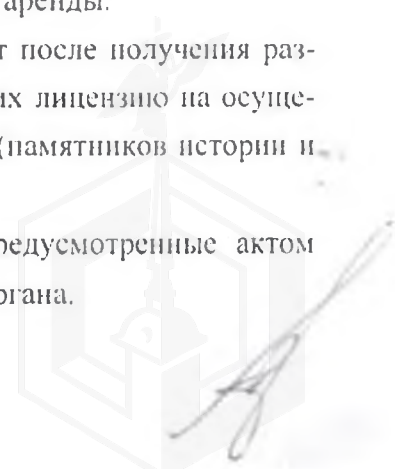 аренды.
т после получения раз-
их лицензию на осуще-
(памятников истории и
редусмотренные актом
ргана.